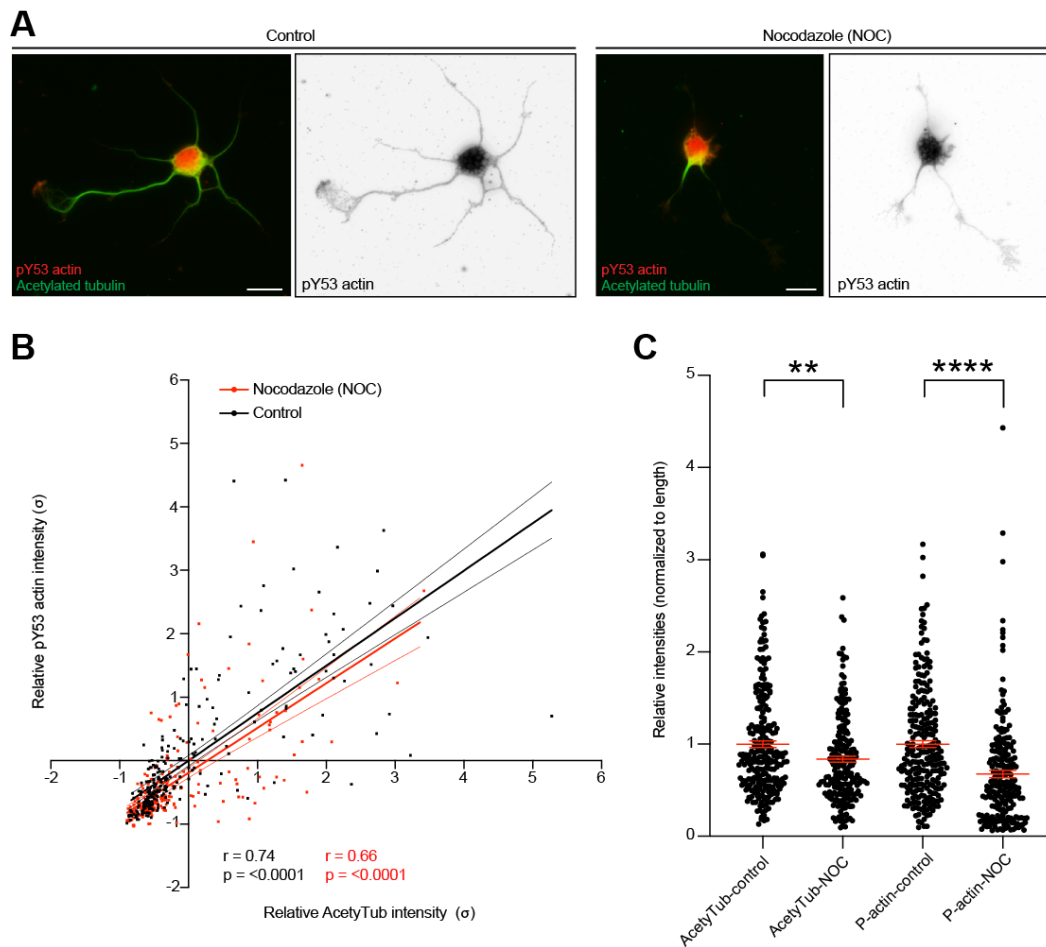 A
Control
Nocodazole (NOC)
pY53 actin
Acetylated tubulin
pY53 actin
pY53 actin
Acetylated tubulin
pY53 actin
B
6
5
4
3
2
1
-1
-2
-2
-1
1
2
3
4
5
6
Nocodazole (NOC)
Control
Relative pY53 actin intensity (σ)
r = 0.74
p = <0.0001
r = 0.66
p = <0.0001
Relative AcetyTub intensity (σ)
C
5
4
3
2
1
0
**
****
Relative intensities (normalized to length)
AcetyTub-control
AcetyTub-NOC
P-actin-control
P-actin-NOC